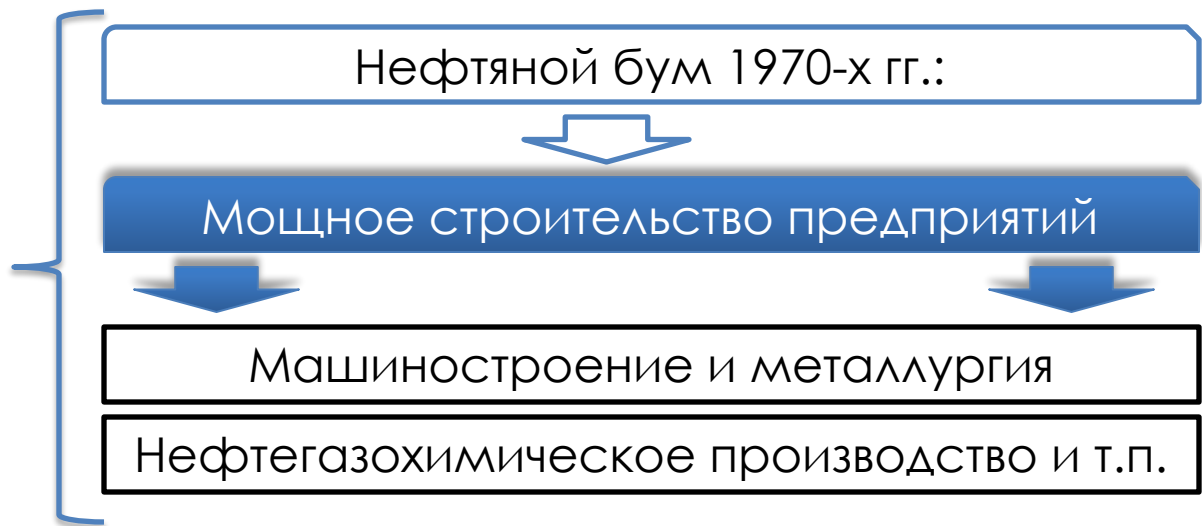 Нефтяной бум 1970-х гг.:
Мощное строительство предприятий
Машиностроение и металлургия
Нефтегазохимическое производство и т.п.